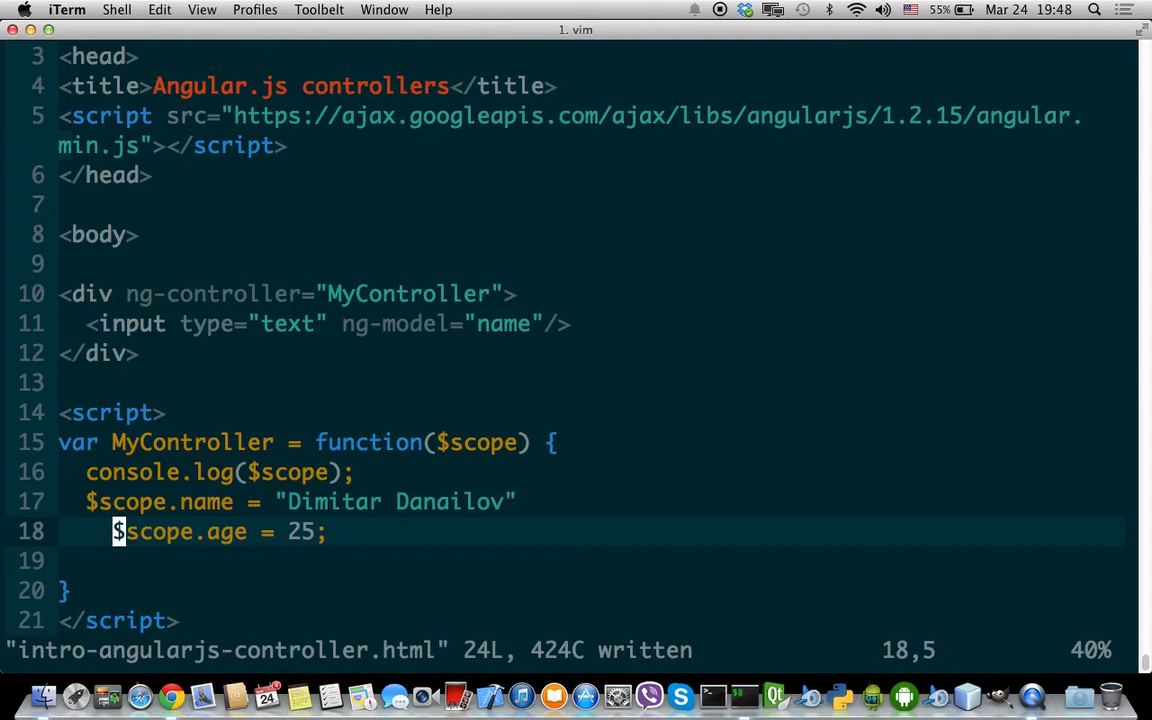 iTerm Shell Edit View Profiles Toolbelt Window Help 55% Mar 24 19:48
1. vim
3 <head>
4 <title>Angular.js controllers</title>
5 <script src="https://ajax.googleapis.com/ajax/libs/angularjs/1.2.15/angular.
min.js"></script>
6 </head>
7
8 <body>
9
10 <div ng-controller="MyController">
11 <input type="text" ng-model="name"/>
12 </div>
13
14 <script>
15 var MyController = function($scope) {
16 console.log($scope);
17 $scope.name = "Dimitar Danailov"
18 $scope.age = 25;
19
20 }
21 </script>
"intro-angularjs-controller.html" 24L, 424C written 18,5 40%